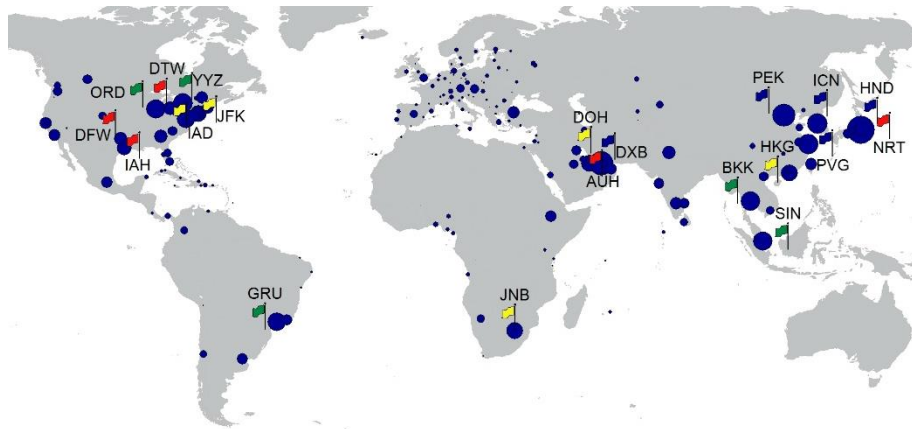 DTW
YYZ
ORD
JFK
DFW
IAD
IAH
PEK
ICN
HND
NRT
DOH
DXB
HKG
PVG
AUH
BKK
SIN
GRU
JNB